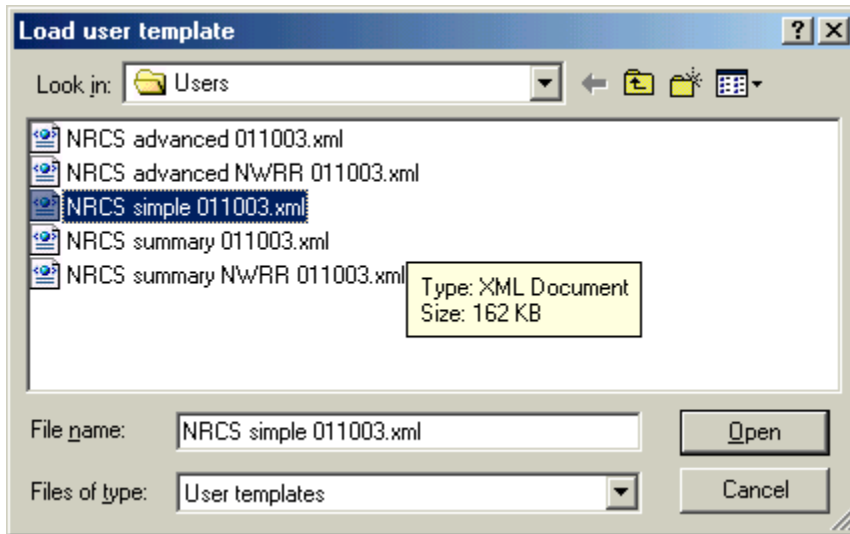 Load user template
Look in: Users
NRCS advanced 011003.xml
NRCS advanced NWRR 011003.xml
NRCS simple 011003.xml
NRCS summary 011003.xml
NRCS summary NWRR 011003.xml
Type: XML Document
Size: 162 KB
File name: NRCS simple 011003.xml Open
Files of type: User templates Cancel